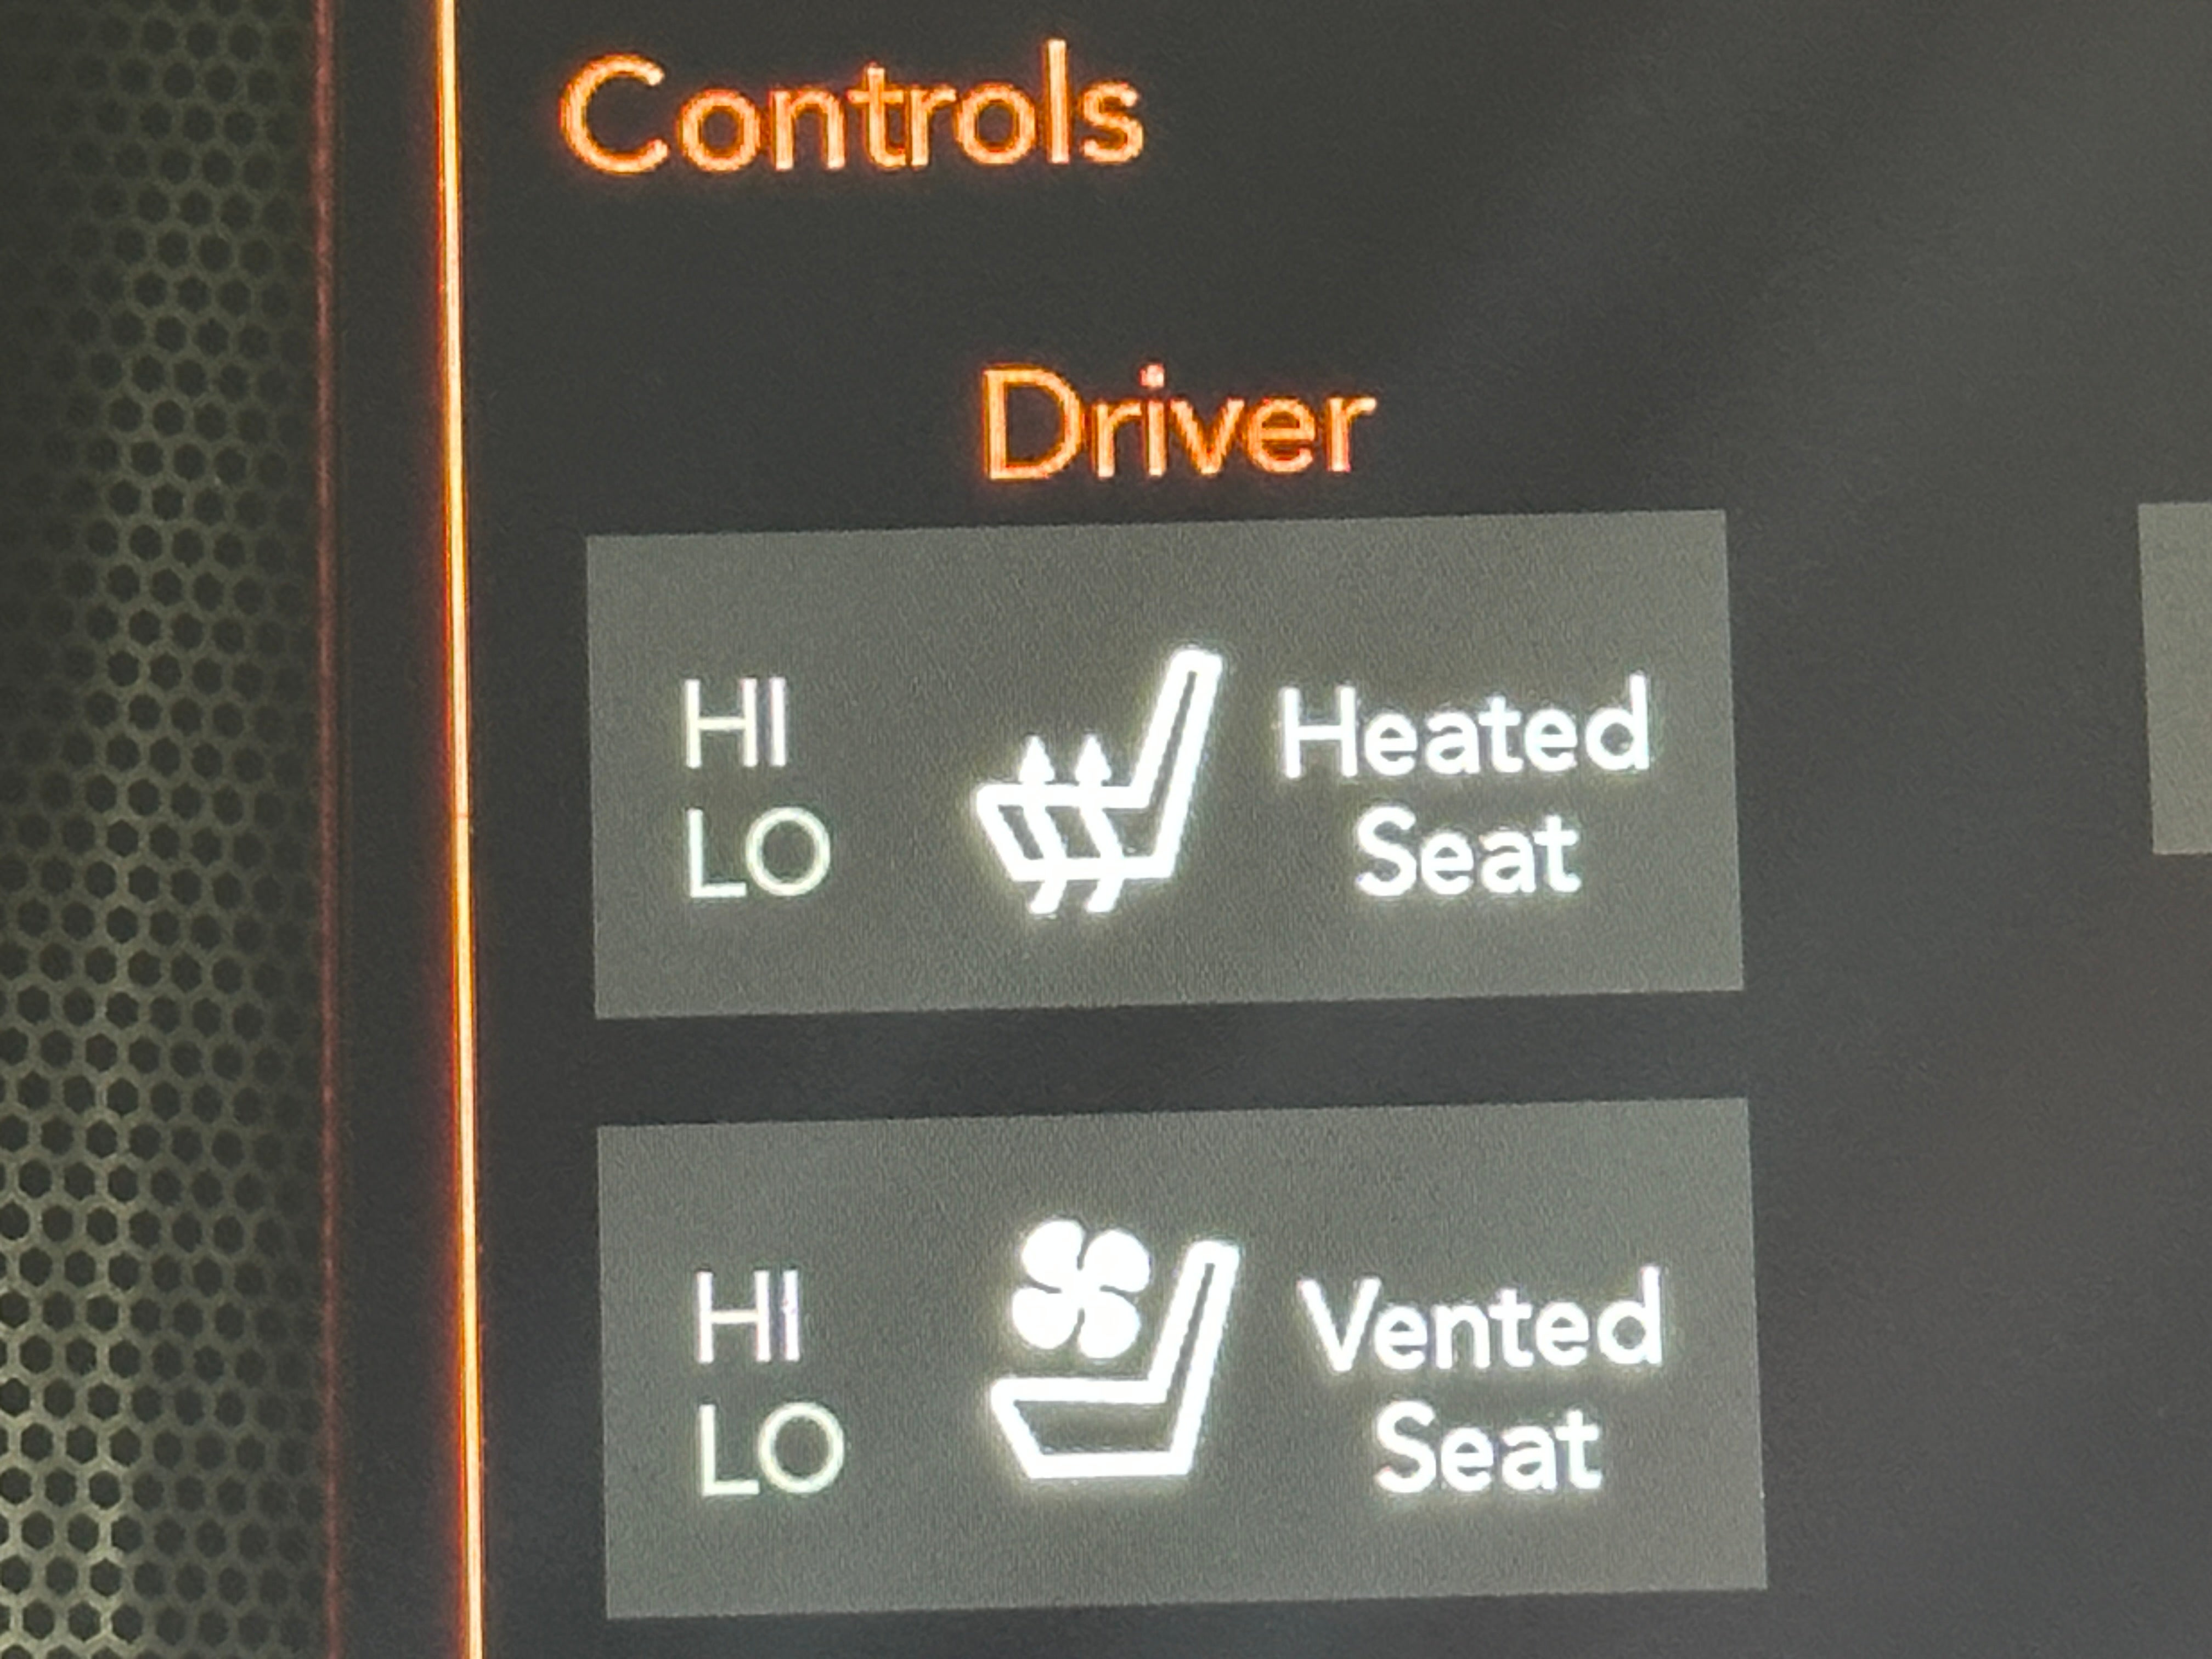 Controls
Driver
HI
LO
Heated
Seat
HI
LO
Vented
Seat